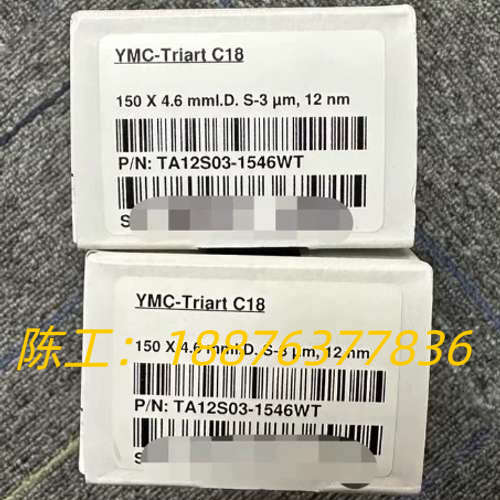 YMC-Triart C18
150 X 4.6 mmI.D. S-3 µm, 12 nm
P/N: TA12S03-1546WT
S
YMC-Triart C18
150 X 4.6 mmI.D. S-3 µm, 12 nm
陈工：18876377836
P/N: TA12S03-1546WT
S